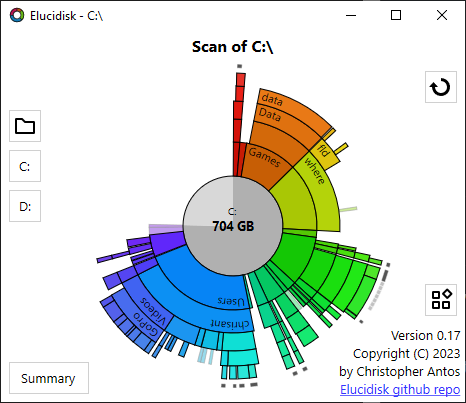 Elucidisk - C:\
Scan of C:\
data
Data
Games
fld
where
C:
D:
C:
704 GB
Users
chrisant
Videos
GoPro
Summary
Version 0.17
Copyright (C) 2023
by Christopher Antos
Elucidisk github repo